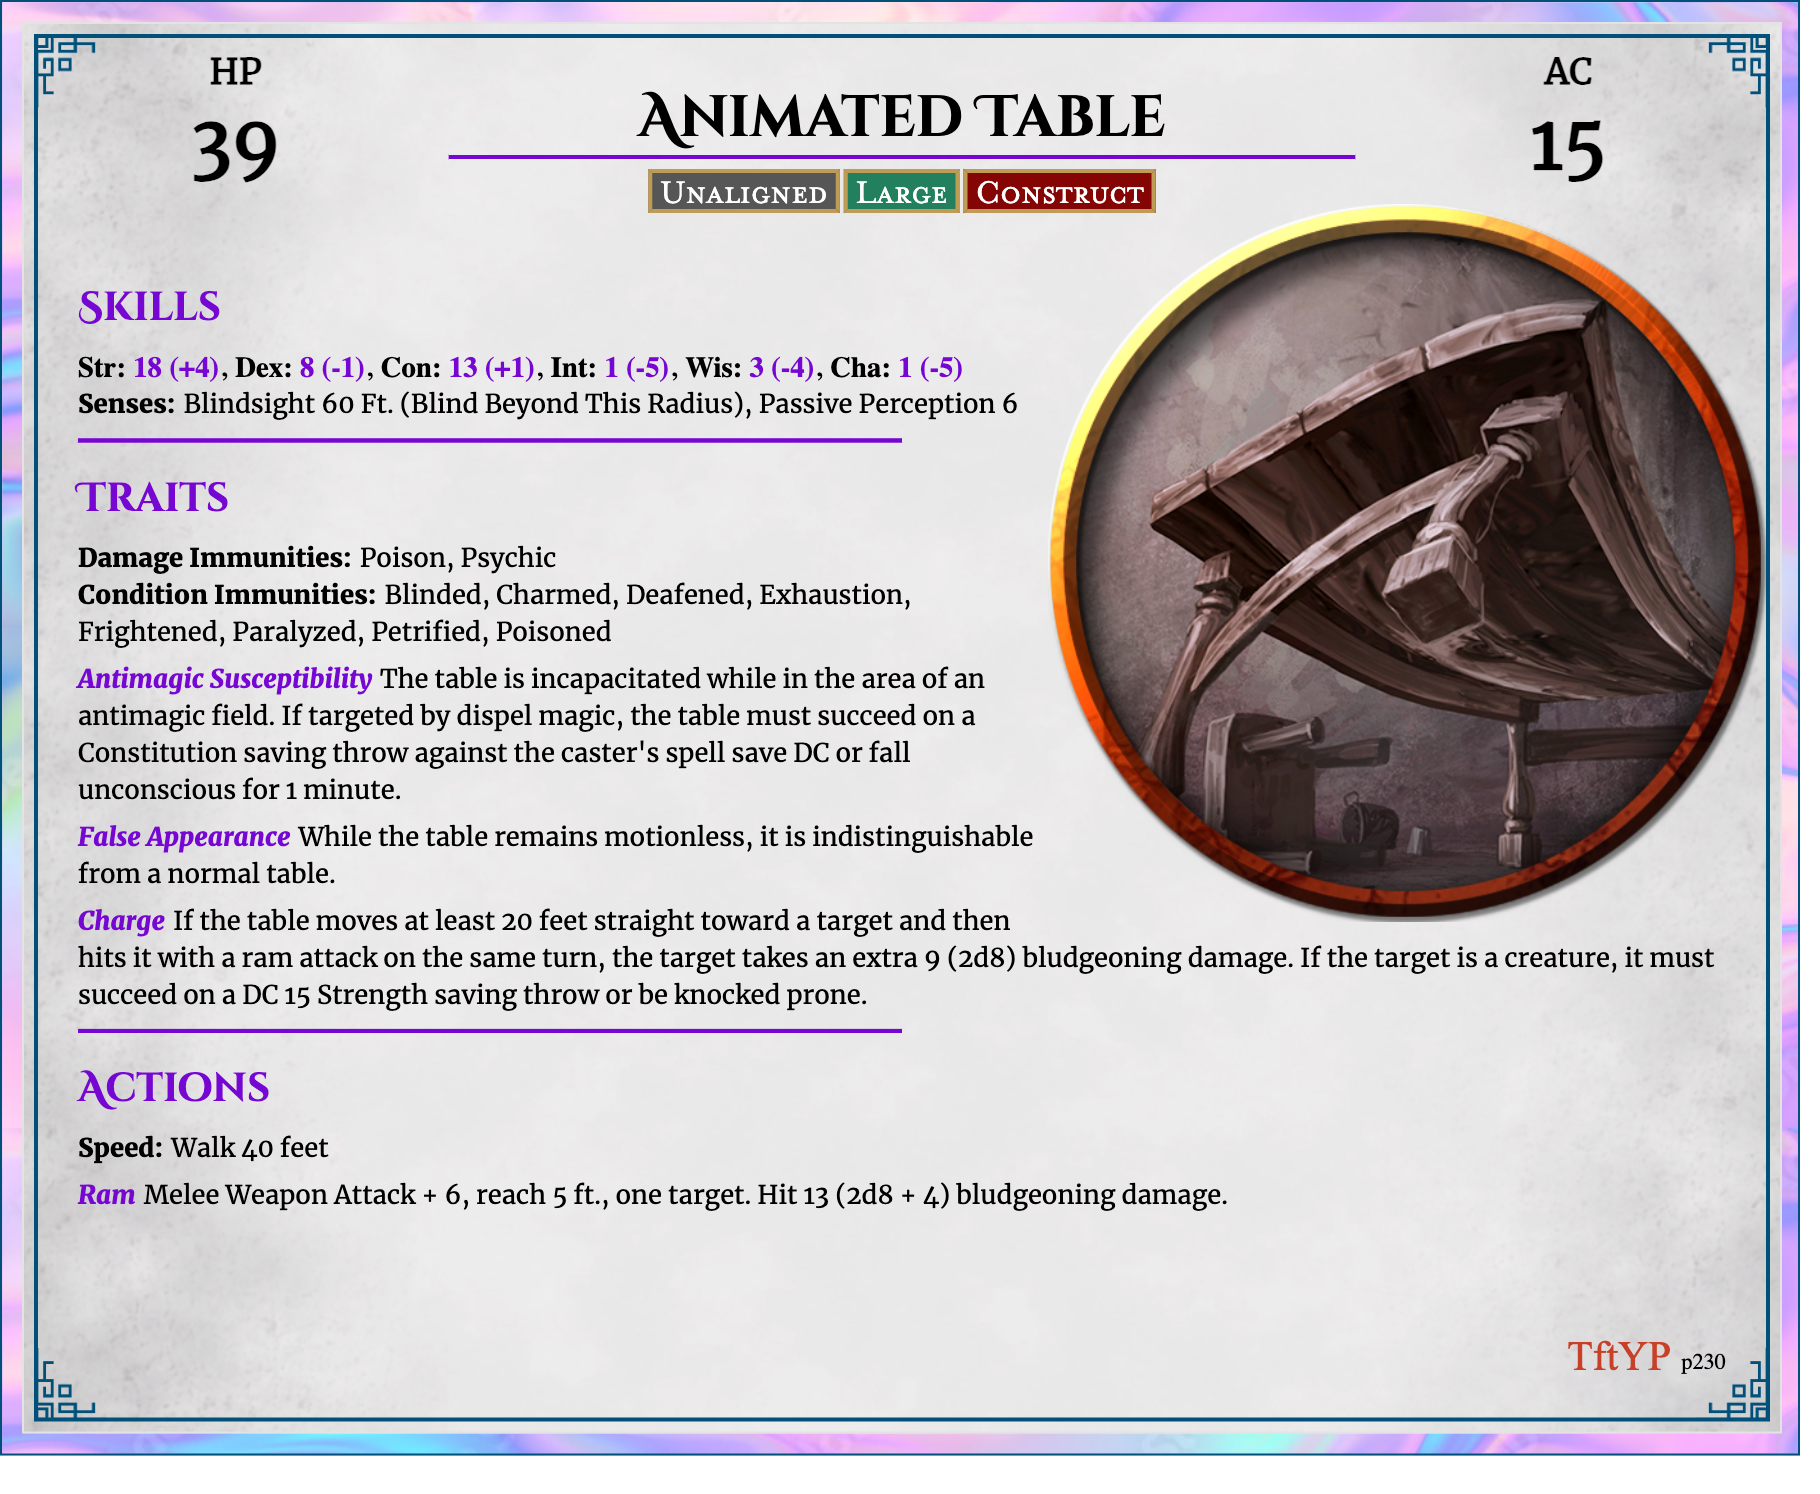 HP
39
Animated Table
AC
15
Unaligned Large Construct
Skills
Str: 18 (+4), Dex: 8 (-1), Con: 13 (+1), Int: 1 (-5), Wis: 3 (-4), Cha: 1 (-5)
Senses: Blindsight 60 Ft. (Blind Beyond This Radius), Passive Perception 6
Traits
Damage Immunities: Poison, Psychic
Condition Immunities: Blinded, Charmed, Deafened, Exhaustion,
Frightened, Paralyzed, Petrified, Poisoned
Antimagic Susceptibility The table is incapacitated while in the area of an
antimagic field. If targeted by dispel magic, the table must succeed on a
Constitution saving throw against the caster's spell save DC or fall
unconscious for 1 minute.
False Appearance While the table remains motionless, it is indistinguishable
from a normal table.
Charge If the table moves at least 20 feet straight toward a target and then
hits it with a ram attack on the same turn, the target takes an extra 9 (2d8) bludgeoning damage. If the target is a creature, it must
succeed on a DC 15 Strength saving throw or be knocked prone.
Actions
Speed: Walk 40 feet
Ram Melee Weapon Attack + 6, reach 5 ft., one target. Hit 13 (2d8 + 4) bludgeoning damage.
TftYP p230